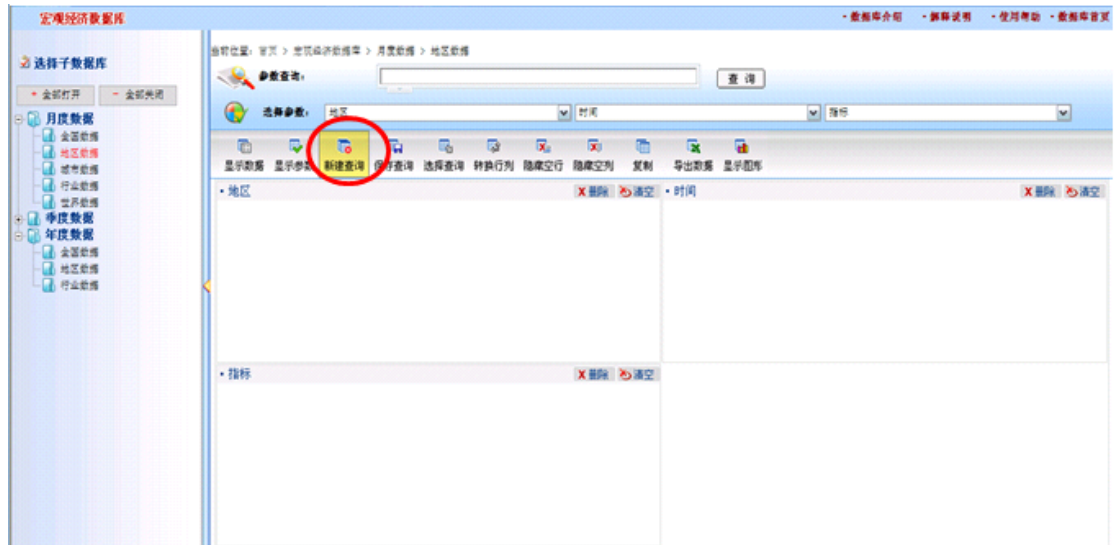 宏观经济数据库
·数据库介绍 ·解释说明 ·使用帮助 ·数据库首页
选择子数据库
+ 全部打开 - 全部关闭
月度数据
全国数据
地区数据
城市数据
行业数据
世界数据
季度数据
年度数据
全国数据
地区数据
行业数据
当前位置: 首页 > 宏观经济数据库 > 月度数据 > 地区数据
参数查询:
查 询
选择参数: 地区 时间 指标
显示数据 显示参数 新建查询 保存查询 选择查询 转换行列 隐藏空行 隐藏空列 复制 导出数据 显示图形
·地区 X 删除 清空 ·时间 X 删除 清空
·指标 X 删除 清空